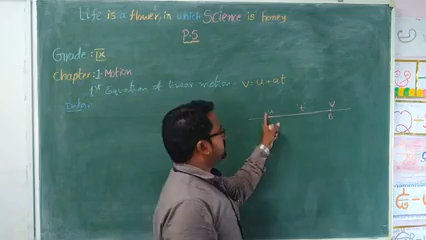 Life is a flower, in which Science is honey
P.S
Grade: IX
Chapter: 1. Motion
1st Equation of linear motion - v = u + at
Data:
u t v
B